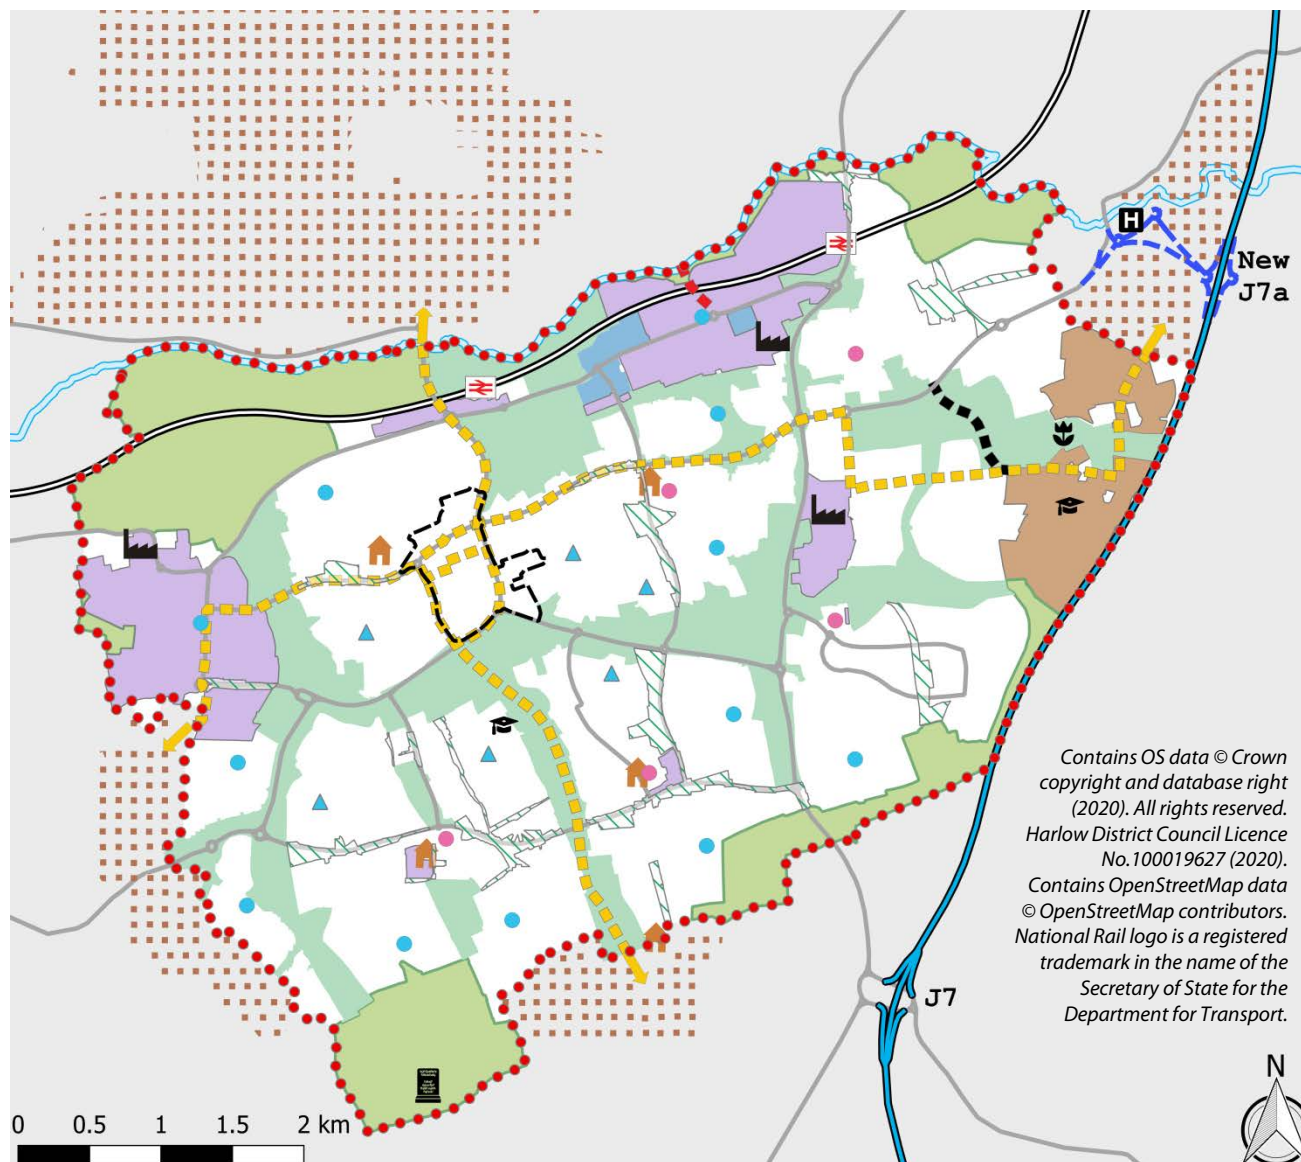 H
New
J7a
Contains OS data © Crown
copyright and database right
(2020). All rights reserved.
Harlow District Council Licence
No.100019627 (2020).
Contains OpenStreetMap data
© OpenStreetMap contributors.
National Rail logo is a registered
trademark in the name of the
Secretary of State for the
Department for Transport.
J7
N
0 0.5 1 1.5 2 km